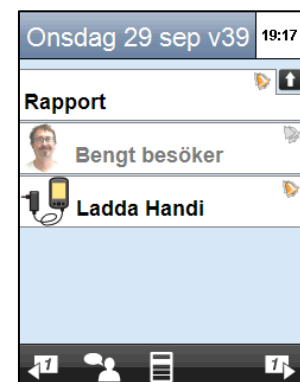 Onsdag 29 sep v39 19:17
Rapport
Bengt besöker
Ladda Handi
1 1